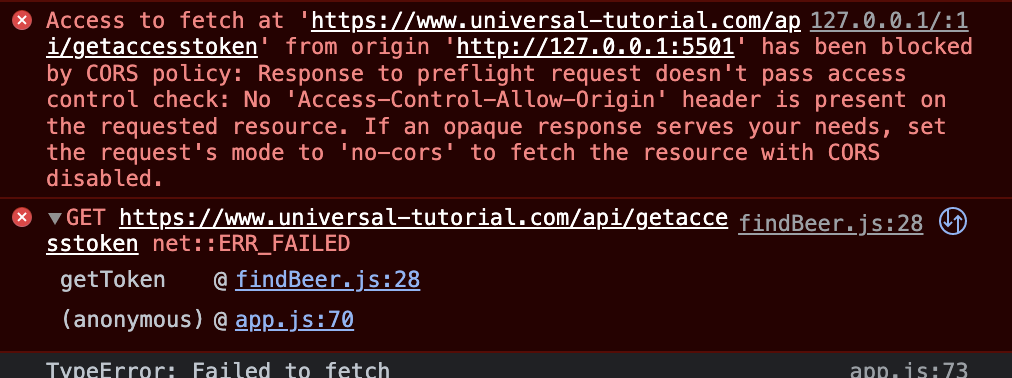 Access to fetch at 'https://www.universal-tutorial.com/ap 127.0.0.1/:1
i/getaccesstoken' from origin 'http://127.0.0.1:5501' has been blocked
by CORS policy: Response to preflight request doesn't pass access
control check: No 'Access-Control-Allow-Origin' header is present on
the requested resource. If an opaque response serves your needs, set
the request's mode to 'no-cors' to fetch the resource with CORS
disabled.
▼GET https://www.universal-tutorial.com/api/getacce findBeer.js:28
sstoken net::ERR_FAILED
getToken @ findBeer.js:28
(anonymous) @ app.js:70
TypeError: Failed to fetch app.js:73